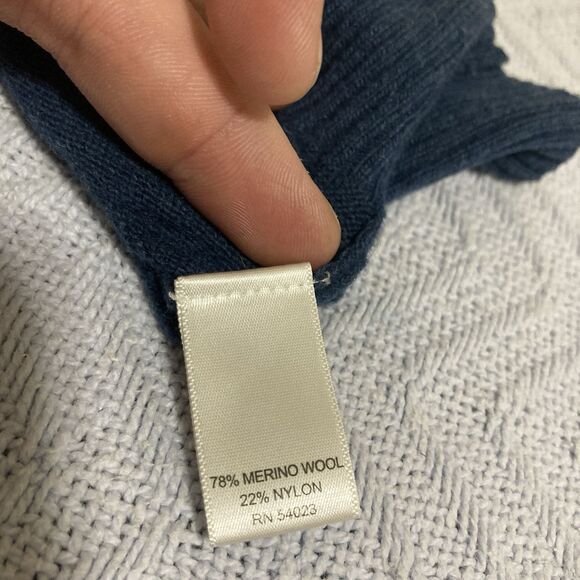 78% MERINO WOOL
22% NYLON
RN 54023